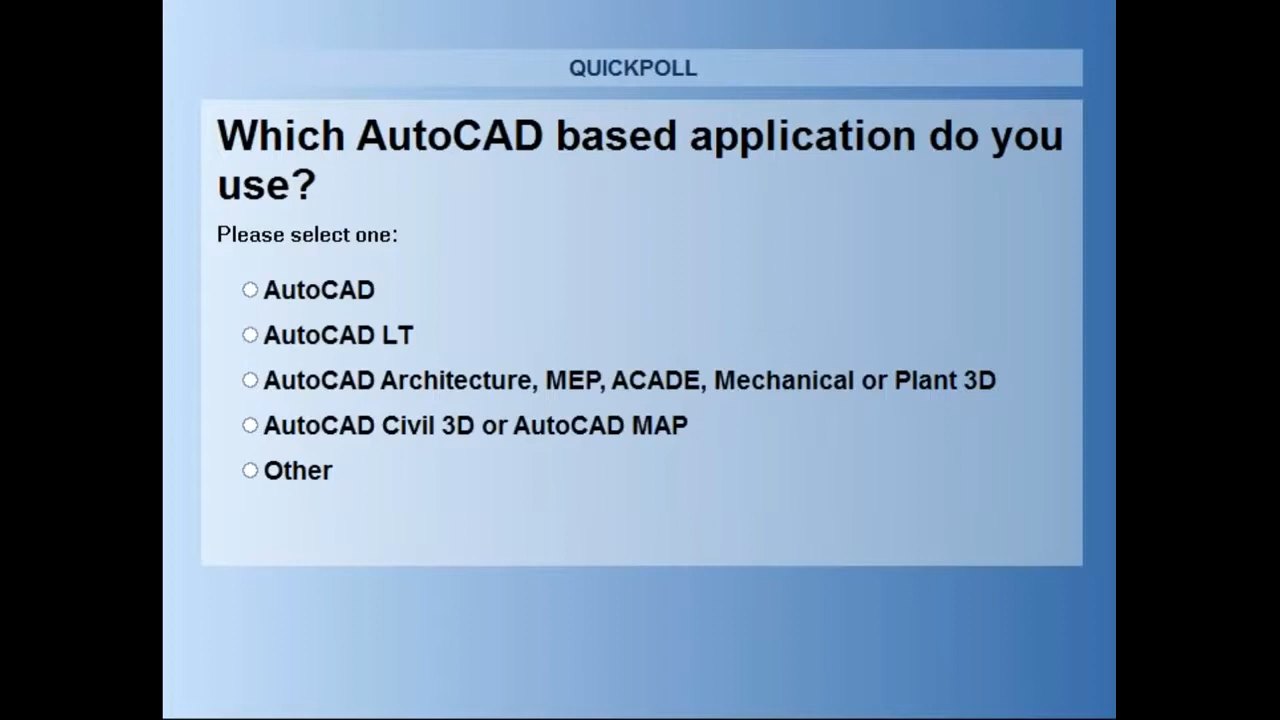 QUICKPOLL
Which AutoCAD based application do you
use?
Please select one:
AutoCAD
AutoCAD LT
AutoCAD Architecture, MEP, ACADE, Mechanical or Plant 3D
AutoCAD Civil 3D or AutoCAD MAP
Other